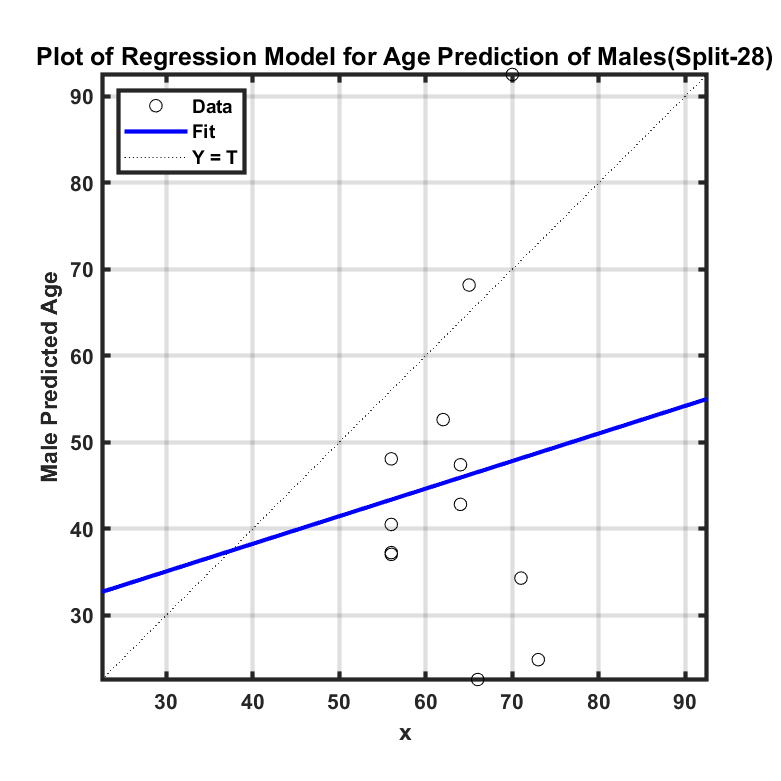 Plot of Regression Model for Age Prediction of Males(Split-28)
Data
Fit
Y = T
Male Predicted Age
90
80
70
60
50
40
30
30 40 50 60 70 80 90
x